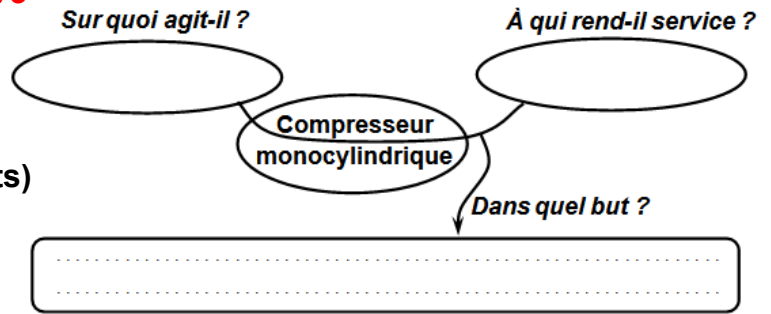 Sur quoi agit-il ?
À qui rend-il service ?
Compresseur
monocylindrique
ts)
Dans quel but ?